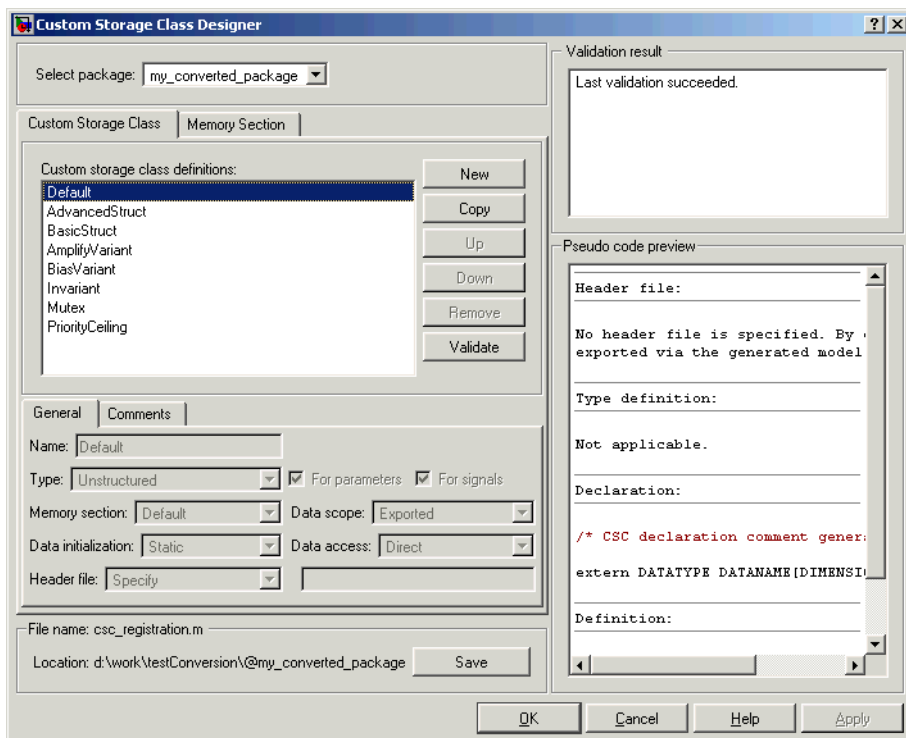 Custom Storage Class Designer
Select package: my_converted_package
Custom Storage Class Memory Section
Custom storage class definitions:
Default
AdvancedStruct
BasicStruct
AmplifyVariant
BiasVariant
Invariant
Mutex
PriorityCeiling
New
Copy
Up
Down
Remove
Validate
General Comments
Name: Default
Type: Unstructured For parameters For signals
Memory section: Default Data scope: Exported
Data initialization: Static Data access: Direct
Header file: Specify
File name: csc_registration.m
Location: d:\work\testConversion\@my_converted_package Save
Validation result
Last validation succeeded.
Pseudo code preview
Header file:
No header file is specified. By
exported via the generated model
Type definition:
Not applicable.
Declaration:
/* CSC declaration comment gener
extern DATATYPE DATANAME[DIMENSI
Definition:
OK Cancel Help Apply